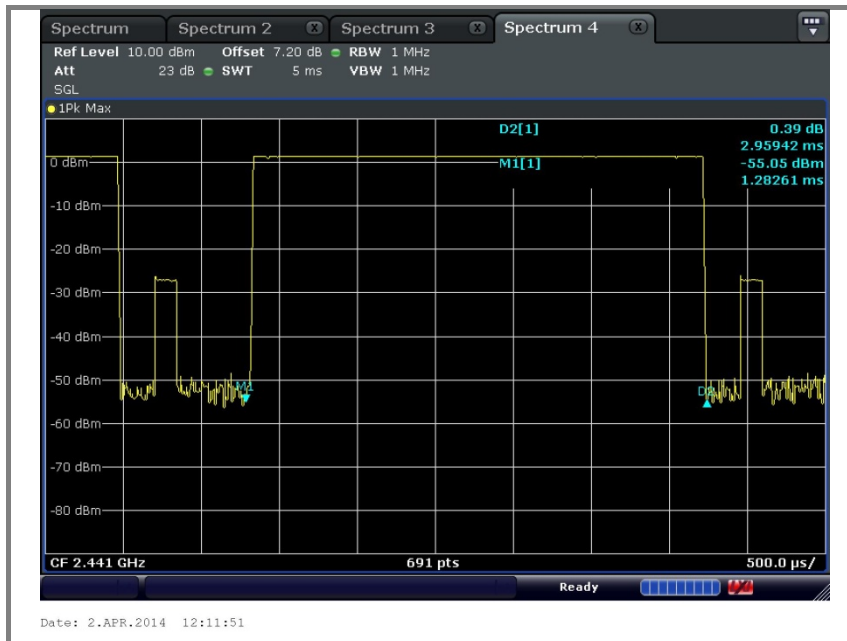 Spectrum Spectrum 2 X Spectrum 3 X Spectrum 4 X
Ref Level 10.00 dBm Offset 7.20 dB RBW 1 MHz
Att 23 dB SWT 5 ms VBW 1 MHz
SGL
1Pk Max
D2[1] 0.39 dB
2.95942 ms
0 dBm M1[1] -55.05 dBm
1.28261 ms
-10 dBm
-20 dBm
-30 dBm
-40 dBm
-50 dBm
M1
D2
-60 dBm
-70 dBm
-80 dBm
CF 2.441 GHz 691 pts 500.0 µs/
Ready
Date: 2.APR.2014 12:11:51